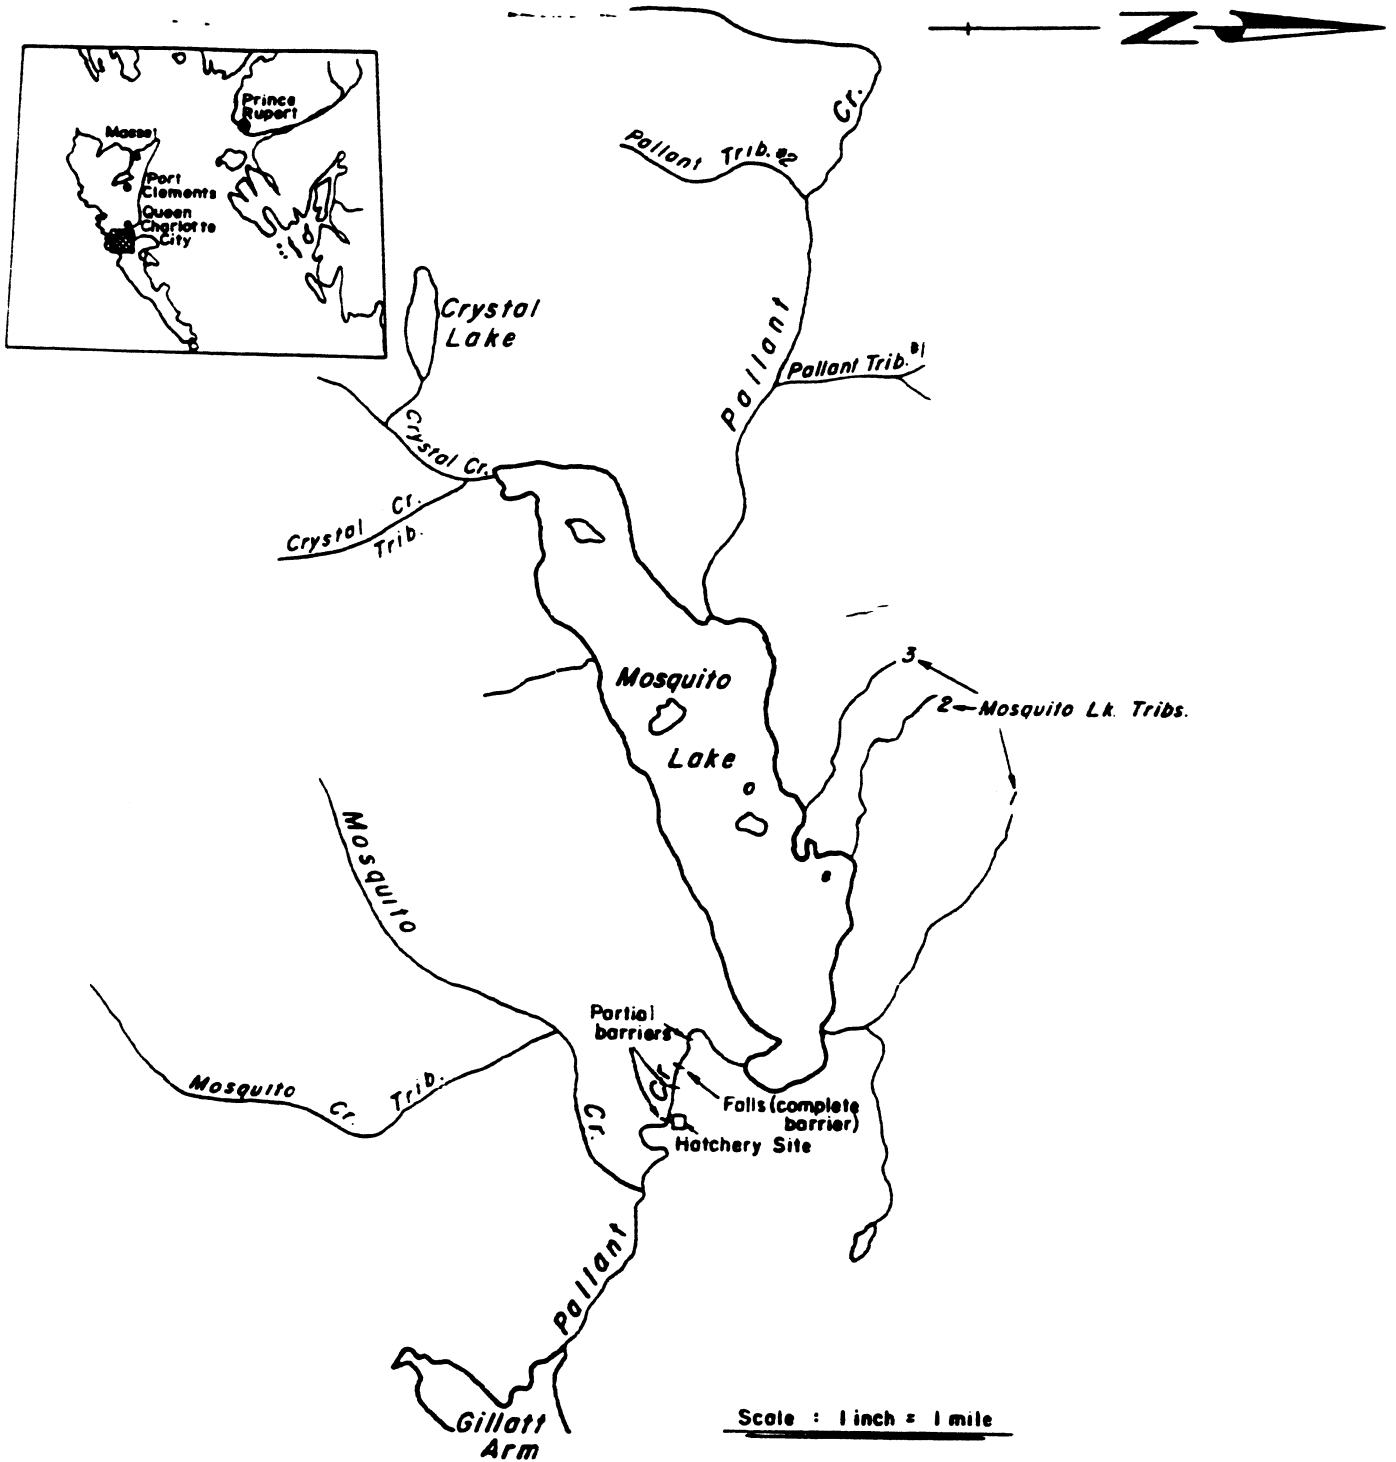 N
Prince
Rupert
Masset
Port
Clements
Queen
Charlotte
City
Cr.
Pallant Trib. #2
Crystal
Lake
Pallant
Pallant Trib. #1
Crystal Cr.
Crystal Cr.
Trib.
Mosquito
Lake
3
2
Mosquito Lk. Tribs.
1
Mosquito
Partial
barriers
Cr.
Mosquito Cr. Trib.
Cr.
Falls (complete
barrier)
Hatchery Site
Pallant
Gillatt
Arm
Scale : 1 inch = 1 mile